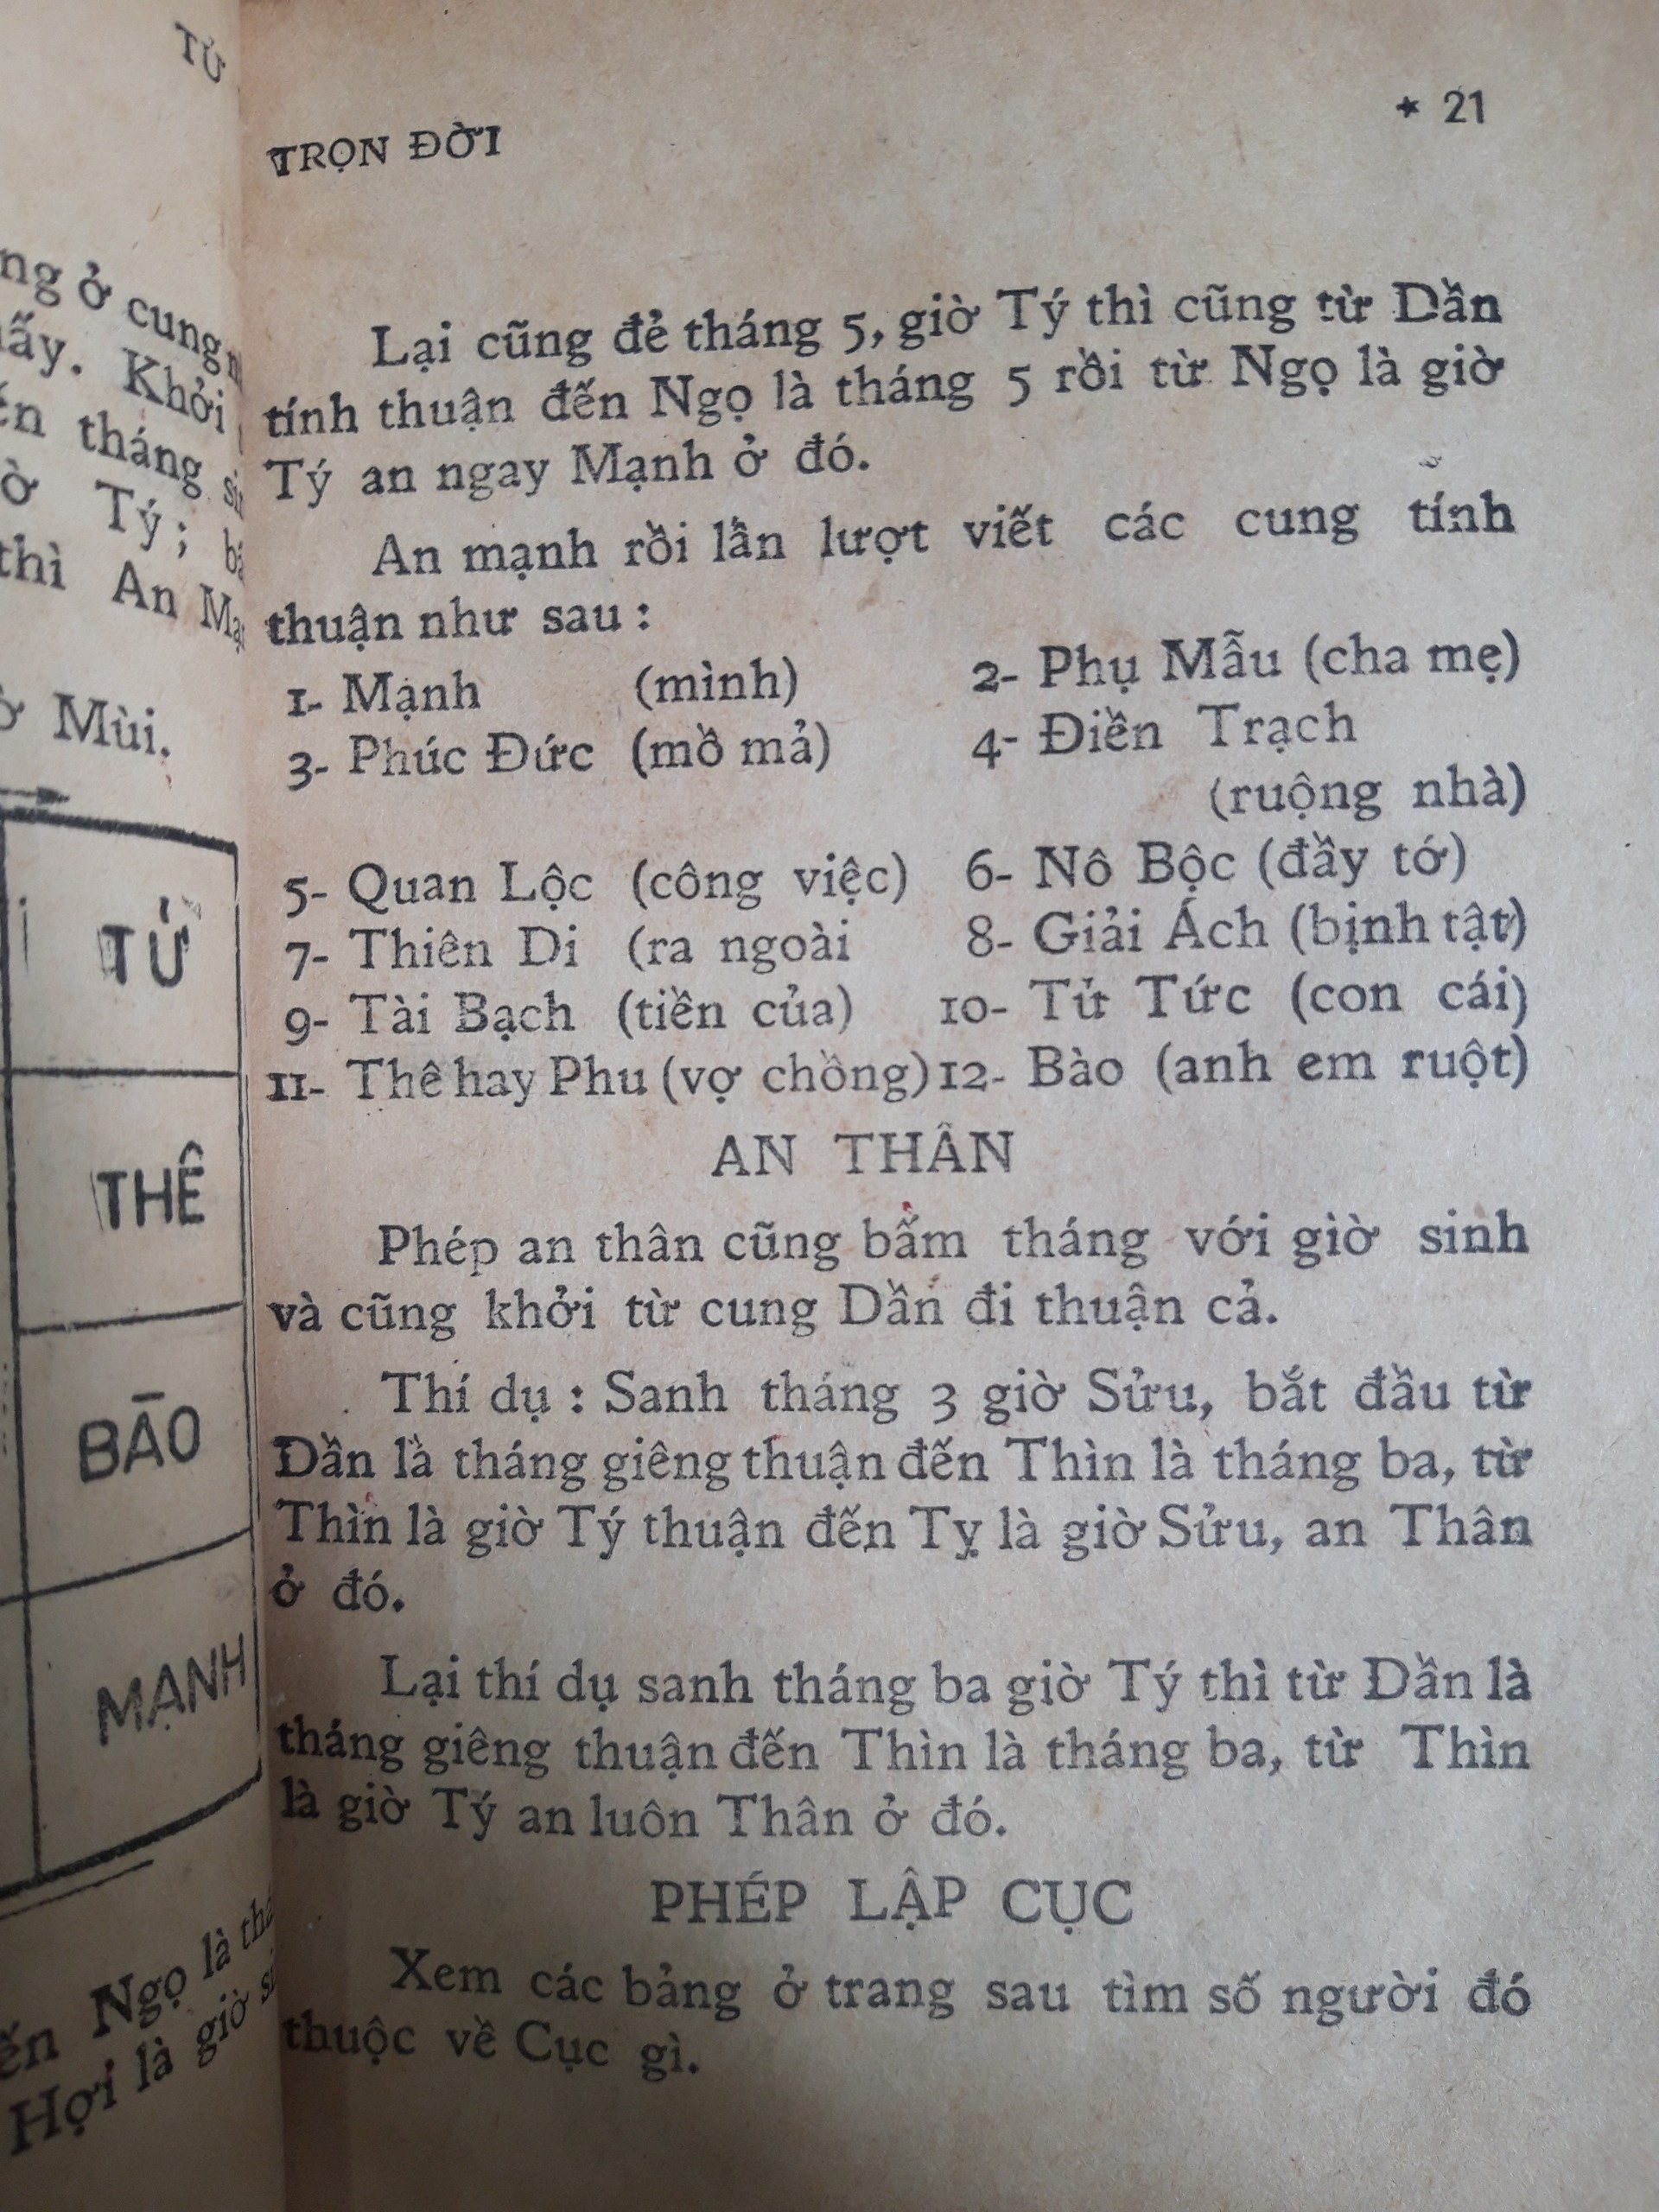 TỬ
ng ở cung
ấy. Khởi
ến tháng
ờ Tý;
thì An
ờ Mùi.
TỬ
THÊ
BÀO
MẠNH
ến Ngọ là
Hợi là giờ
TRỌN ĐỜI * 21
Lại cũng đẻ tháng 5, giờ Tý thì cũng từ Dần
tính thuận đến Ngọ là tháng 5 rồi từ Ngọ là giờ
Tý an ngay Mạnh ở đó.
An mạnh rồi lần lượt viết các cung tính
thuận như sau :
1- Mạnh (mình) 2- Phụ Mẫu (cha mẹ)
3- Phúc Đức (mồ mả) 4- Điền Trạch
(ruộng nhà)
5- Quan Lộc (công việc) 6- Nô Bộc (đầy tớ)
7- Thiên Di (ra ngoài 8- Giải Ách (bịnh tật)
9- Tài Bạch (tiền của) 10- Tử Tức (con cái)
11- Thê hay Phu (vợ chồng) 12- Bào (anh em ruột)
AN THÂN
Phép an thân cũng bấm tháng với giờ sinh
và cũng khởi từ cung Dần đi thuận cả.
Thí dụ : Sanh tháng 3 giờ Sửu, bắt đầu từ
Dần là tháng giêng thuận đến Thìn là tháng ba, từ
Thìn là giờ Tý thuận đến Tỵ là giờ Sửu, an Thân
ở đó.
Lại thí dụ sanh tháng ba giờ Tý thì từ Dần là
tháng giêng thuận đến Thìn là tháng ba, từ Thìn
là giờ Tý an luôn Thân ở đó.
PHÉP LẬP CỤC
Xem các bảng ở trang sau tìm số người đó
thuộc về Cục gì.